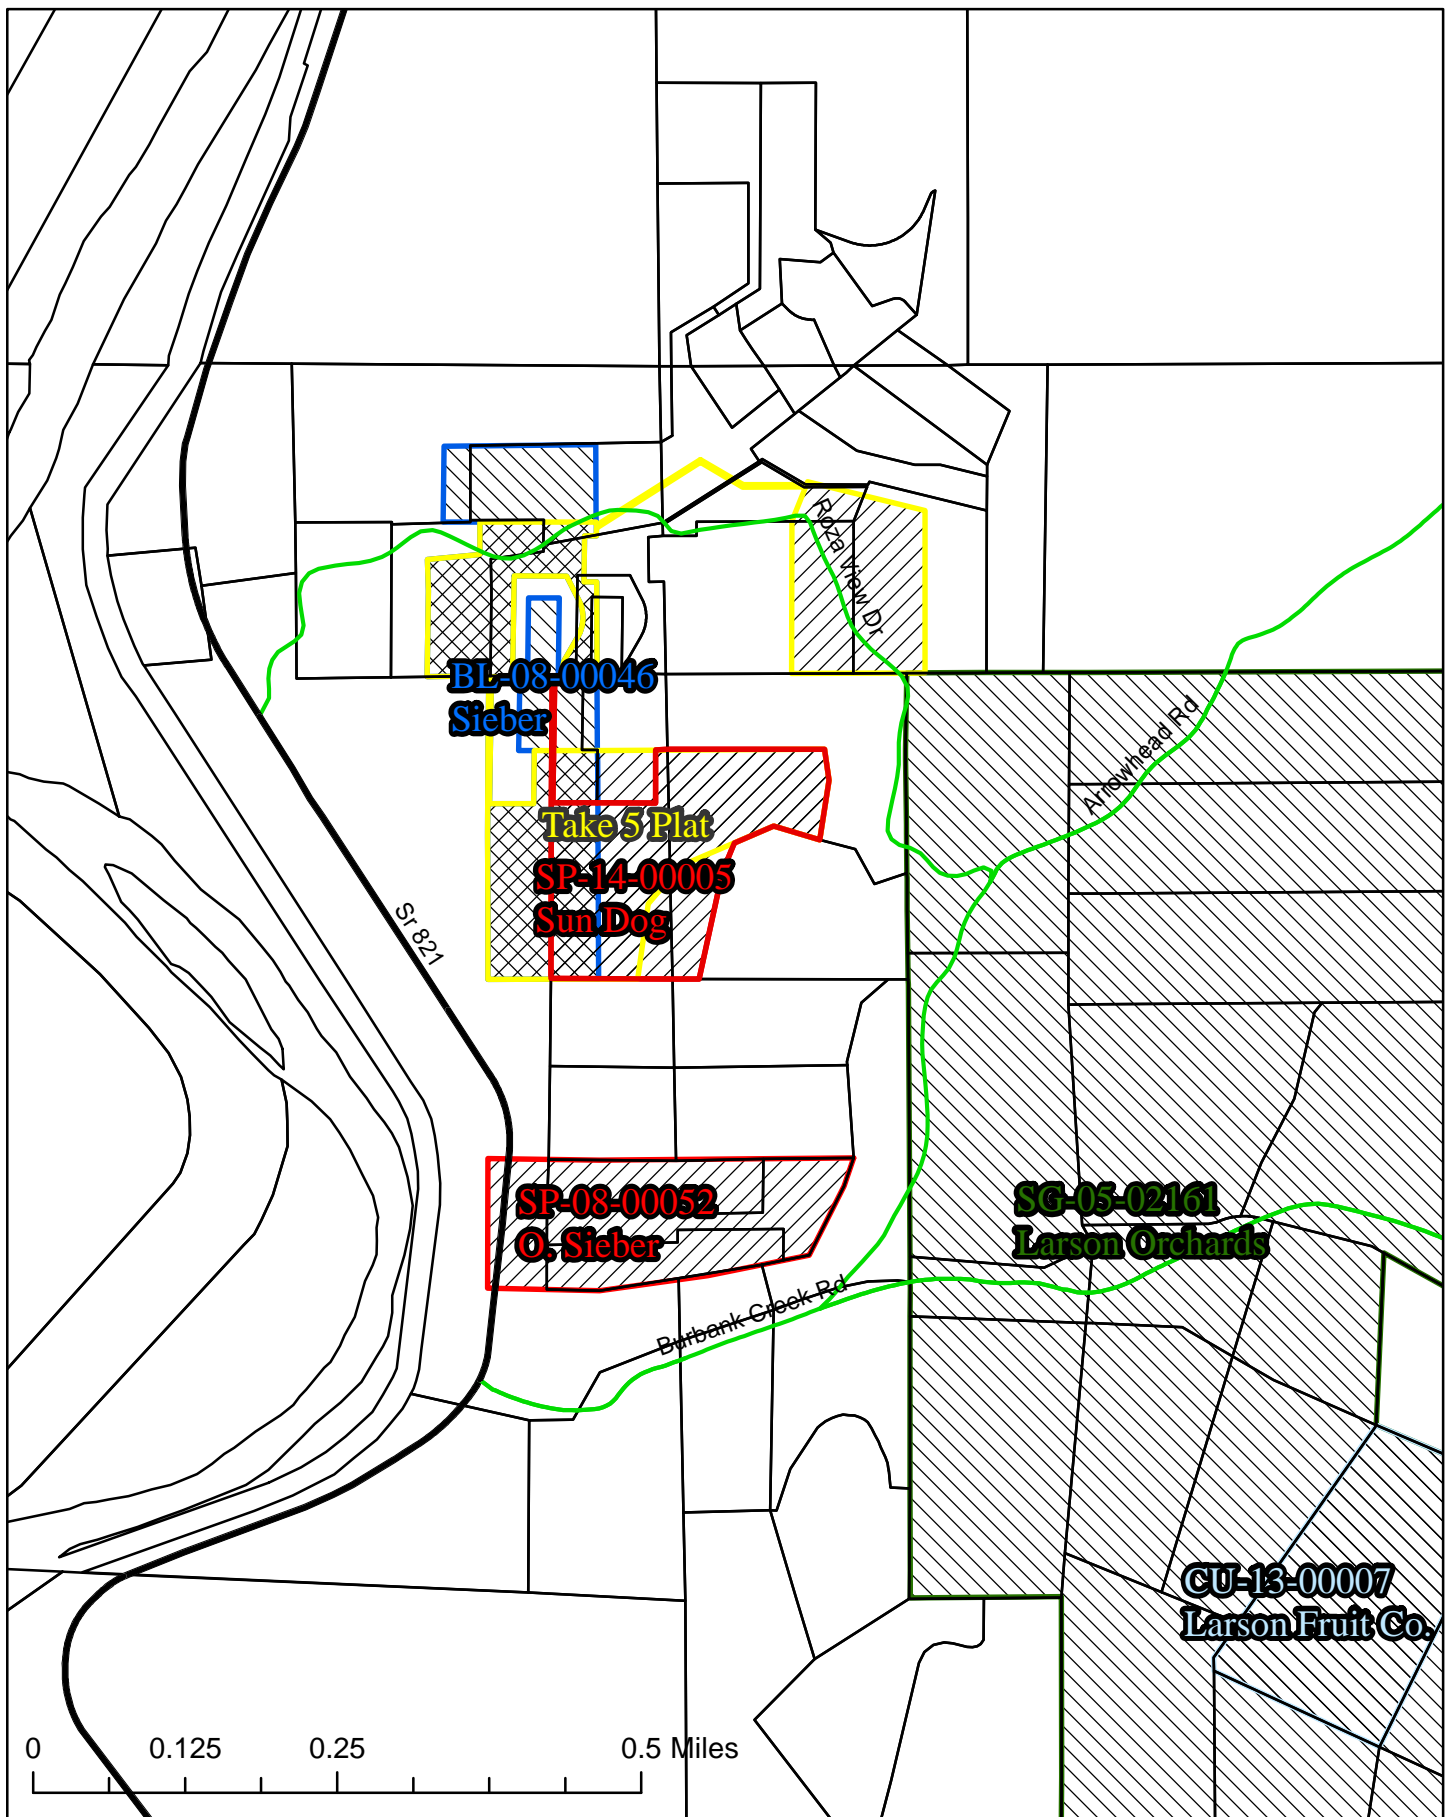 Roza View Dr
BL-08-00046
Sieber
Arrowhead Rd
Take 5 Plat
SP-14-00005
Sun Dog
Sr 821
SP-08-00052
O. Sieber
SG-05-02161
Larson Orchards
Burbank Creek Rd
CU-13-00007
Larson Fruit Co.
0 0.125 0.25 0.5 Miles